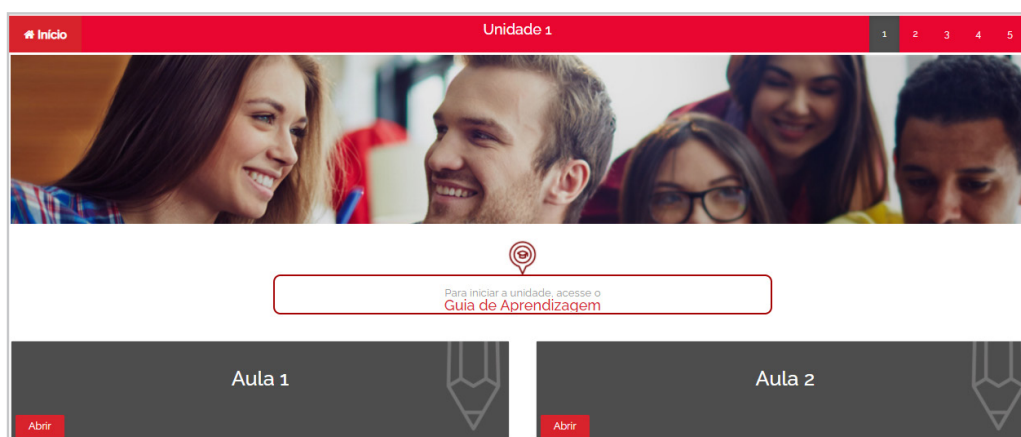 Início
Unidade 1
1 2 3 4 5
Para iniciar a unidade, acesse o
Guia de Aprendizagem
Aula 1
Abrir
Aula 2
Abrir